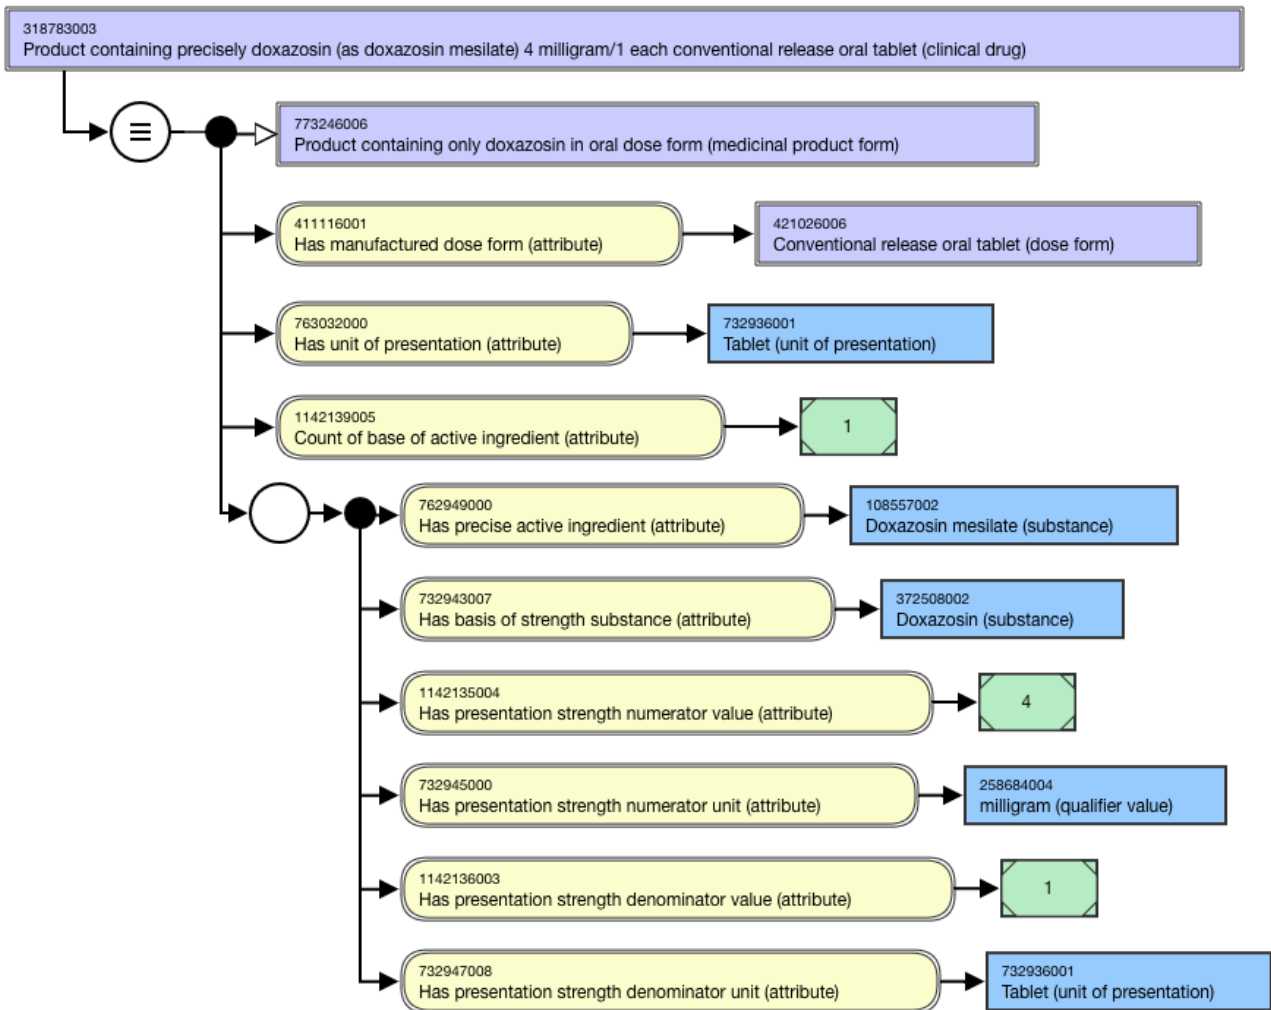 318783003
Product containing precisely doxazosin (as doxazosin mesilate) 4 milligram/1 each conventional release oral tablet (clinical drug)
773246006
Product containing only doxazosin in oral dose form (medicinal product form)
411116001
Has manufactured dose form (attribute)
421026006
Conventional release oral tablet (dose form)
763032000
Has unit of presentation (attribute)
732936001
Tablet (unit of presentation)
1142139005
Count of base of active ingredient (attribute)
1
762949000
Has precise active ingredient (attribute)
108557002
Doxazosin mesilate (substance)
732943007
Has basis of strength substance (attribute)
372508002
Doxazosin (substance)
1142135004
Has presentation strength numerator value (attribute)
4
732945000
Has presentation strength numerator unit (attribute)
258684004
milligram (qualifier value)
1142136003
Has presentation strength denominator value (attribute)
1
732947008
Has presentation strength denominator unit (attribute)
732936001
Tablet (unit of presentation)